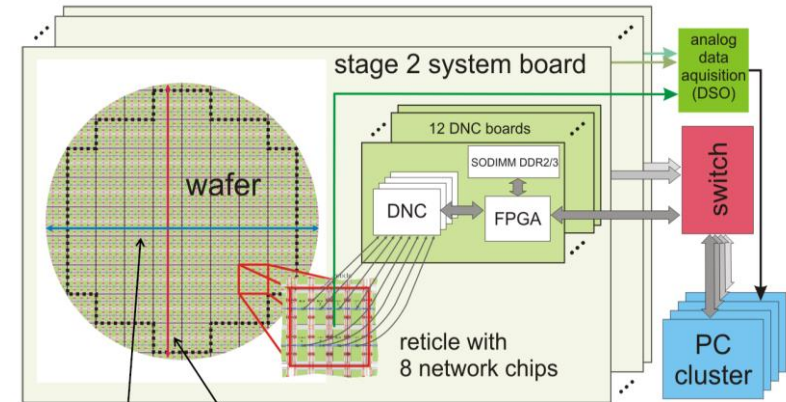 stage 2 system board
analog
data
aquisition
(DSO)
12 DNC boards
SODIMM DDR2/3
wafer
DNC
FPGA
switch
reticle with
8 network chips
PC
cluster